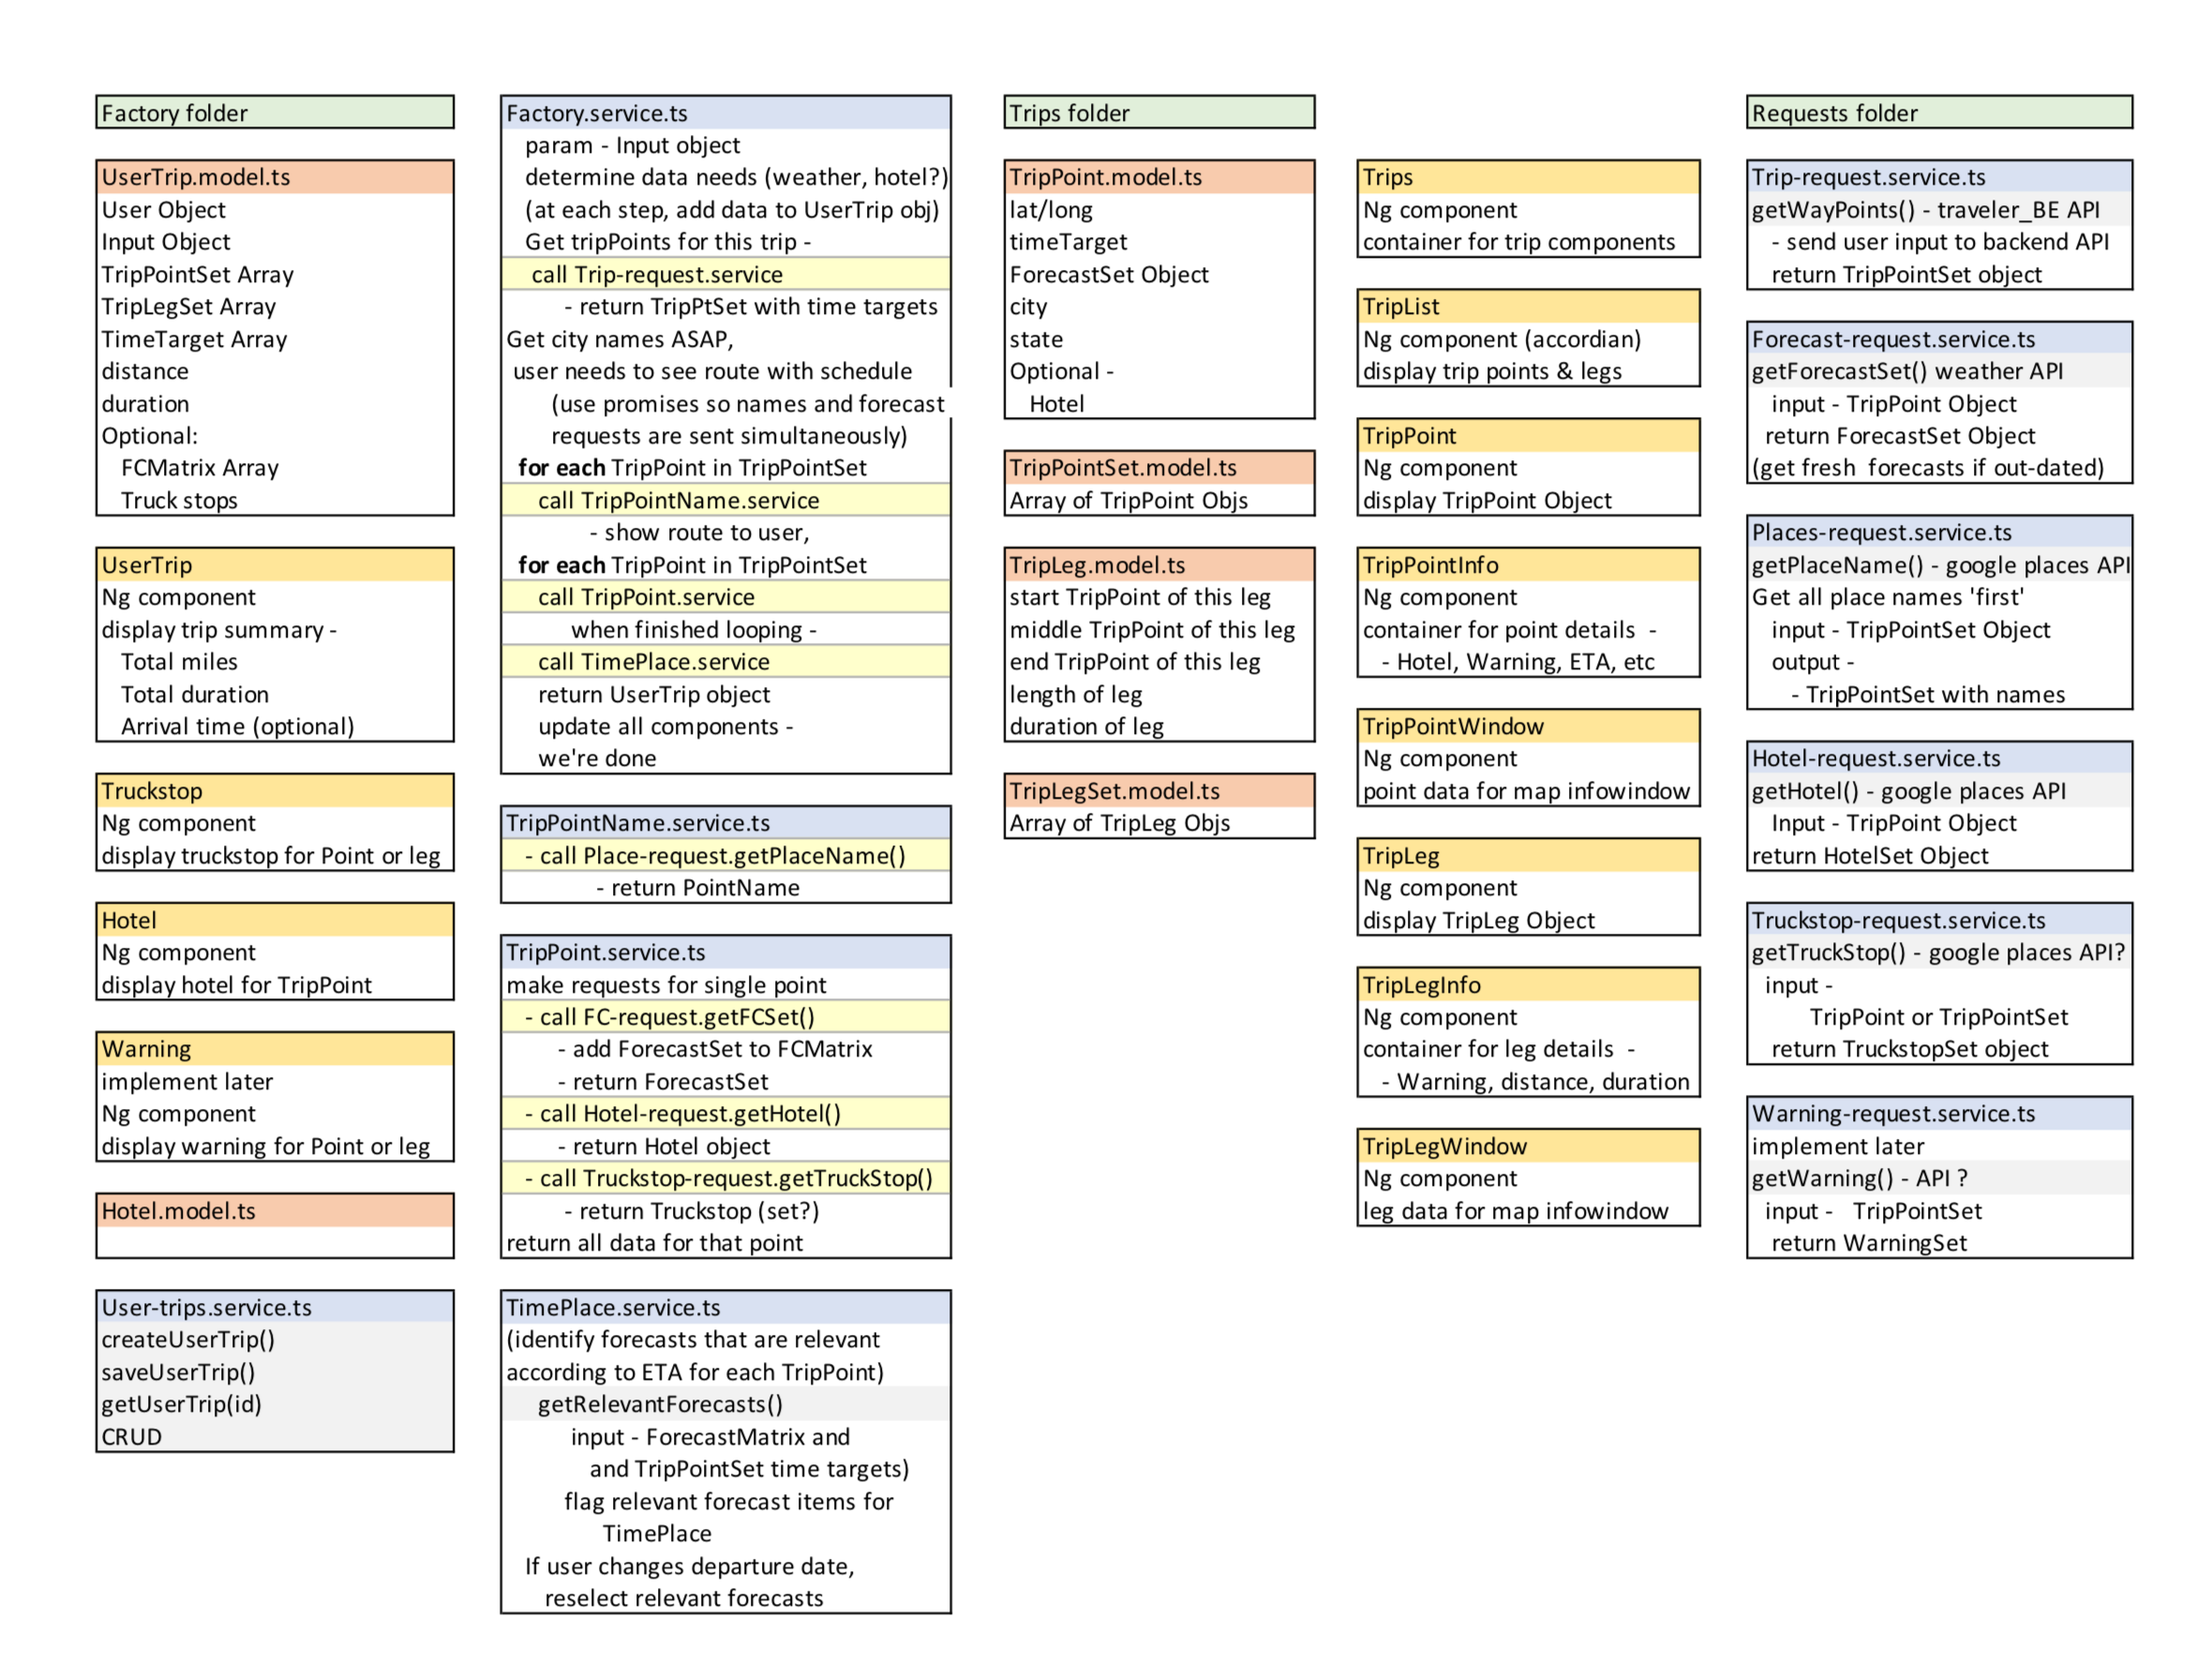 Factory folder
UserTrip.model.ts
User Object
Input Object
TripPointSet Array
TripLegSet Array
TimeTarget Array
distance
duration
Optional:
FCMatrix Array
Truck stops
UserTrip
Ng component
display trip summary -
Total miles
Total duration
Arrival time (optional)
Truckstop
Ng component
display truckstop for Point or leg
Hotel
Ng component
display hotel for TripPoint
Warning
implement later
Ng component
display warning for Point or leg
Hotel.model.ts
User-trips.service.ts
createUserTrip()
saveUserTrip()
getUserTrip(id)
CRUD
Factory.service.ts
param - Input object
determine data needs (weather, hotel?)
(at each step, add data to UserTrip obj)
Get tripPoints for this trip -
call Trip-request.service
- return TripPtSet with time targets
Get city names ASAP,
user needs to see route with schedule
(use promises so names and forecast
requests are sent simultaneously)
for each TripPoint in TripPointSet
call TripPointName.service
- show route to user,
for each TripPoint in TripPointSet
call TripPoint.service
when finished looping -
call TimePlace.service
return UserTrip object
update all components -
we're done
TripPointName.service.ts
- call Place-request.getPlaceName()
- return PointName
TripPoint.service.ts
make requests for single point
- call FC-request.getFCSet()
- add ForecastSet to FCMatrix
- return ForecastSet
- call Hotel-request.getHotel()
- return Hotel object
- call Truckstop-request.getTruckStop()
- return Truckstop (set?)
return all data for that point
TimePlace.service.ts
(identify forecasts that are relevant
according to ETA for each TripPoint)
getRelevantForecasts()
input - ForecastMatrix and
and TripPointSet time targets)
flag relevant forecast items for
TimePlace
If user changes departure date,
reselect relevant forecasts
Trips folder
TripPoint.model.ts
lat/long
timeTarget
ForecastSet Object
city
state
Optional -
Hotel
TripPointSet.model.ts
Array of TripPoint Objs
TripLeg.model.ts
start TripPoint of this leg
middle TripPoint of this leg
end TripPoint of this leg
length of leg
duration of leg
TripLegSet.model.ts
Array of TripLeg Objs
Trips
Ng component
container for trip components
TripList
Ng component (accordian)
display trip points & legs
TripPoint
Ng component
display TripPoint Object
TripPointInfo
Ng component
container for point details -
- Hotel, Warning, ETA, etc
TripPointWindow
Ng component
point data for map infowindow
TripLeg
Ng component
display TripLeg Object
TripLegInfo
Ng component
container for leg details -
- Warning, distance, duration
TripLegWindow
Ng component
leg data for map infowindow
Requests folder
Trip-request.service.ts
getWayPoints() - traveler_BE API
- send user input to backend API
return TripPointSet object
Forecast-request.service.ts
getForecastSet() weather API
input - TripPoint Object
return ForecastSet Object
(get fresh forecasts if out-dated)
Places-request.service.ts
getPlaceName() - google places API
Get all place names 'first'
input - TripPointSet Object
output -
- TripPointSet with names
Hotel-request.service.ts
getHotel() - google places API
Input - TripPoint Object
return HotelSet Object
Truckstop-request.service.ts
getTruckStop() - google places API?
input -
TripPoint or TripPointSet
return TruckstopSet object
Warning-request.service.ts
implement later
getWarning() - API ?
input - TripPointSet
return WarningSet